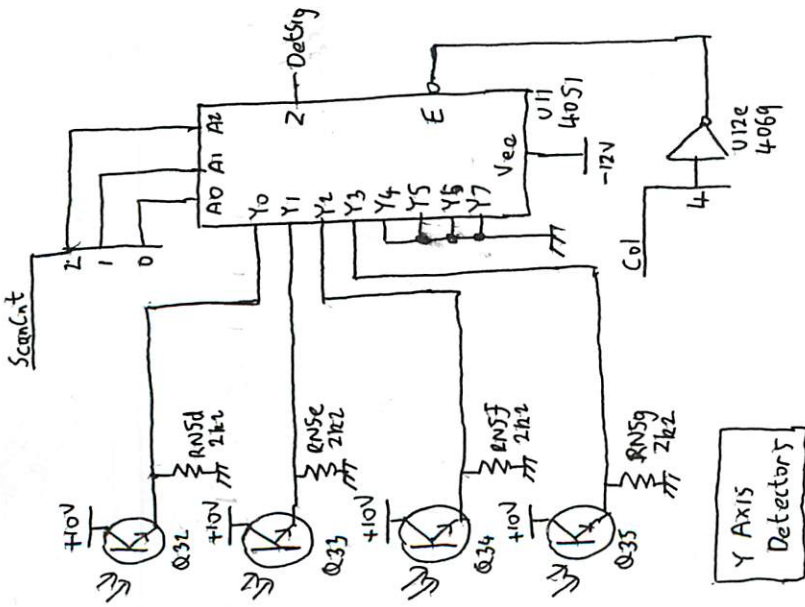 ScanCnt
2
1
0
A0 A1 A2
Y0
Y1
Y2
Y3
Y4
Y5
Y6
Y7
Z
DetSig
E
Vee
U11
4051
-12V
+10V
Q32
RN5d
2k2
+10V
Q33
RN5e
2k2
+10V
Q34
RN5f
2k2
+10V
Q35
RN5g
2k2
Col
4
U12e
4069
Y Axis
Detectors